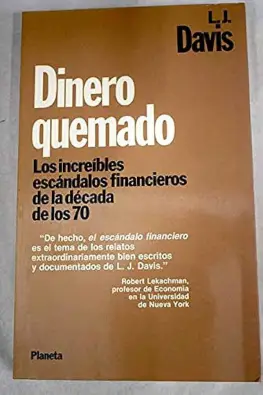 L. J.
Davis
Dinero
quemado
Los increíbles
escándalos financieros
de la década
de los 70
"De hecho, el escándalo financiero
es el tema de los relatos
extraordinariamente bien escritos
y documentados de L. J. Davis."
Robert Lekachman,
profesor de Economía
en la Universidad
de Nueva York
Planeta